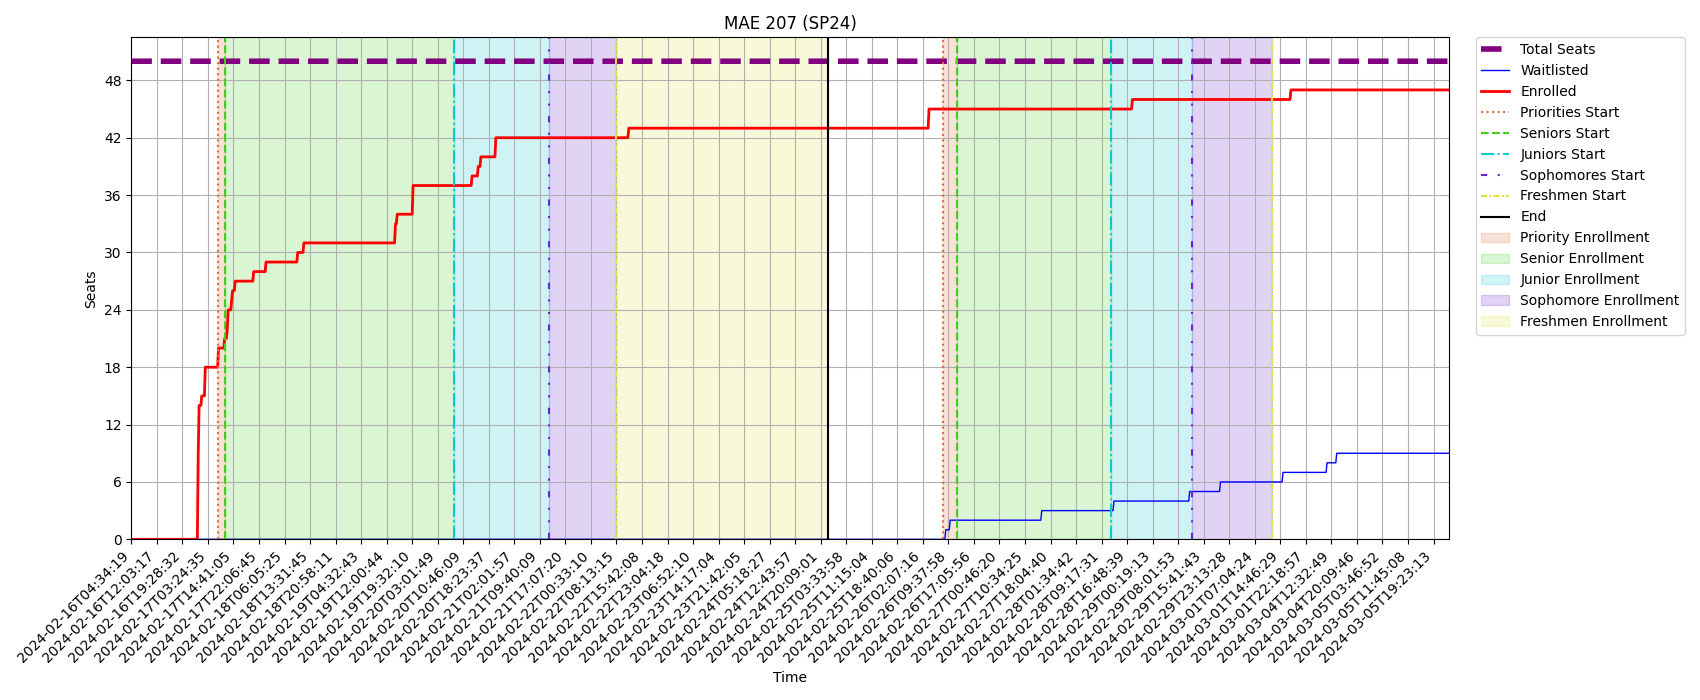 MAE 207 (SP24)
Seats
48
42
36
30
24
18
12
6
0
2024-02-16T04:34:19
2024-02-16T12:03:17
2024-02-16T19:28:32
2024-02-17T03:24:35
2024-02-17T14:41:05
2024-02-17T22:06:45
2024-02-18T06:05:25
2024-02-18T13:31:45
2024-02-18T20:58:11
2024-02-19T04:32:43
2024-02-19T12:00:44
2024-02-19T19:32:10
2024-02-20T03:01:49
2024-02-20T10:46:09
2024-02-20T18:23:37
2024-02-21T02:01:57
2024-02-21T09:40:09
2024-02-21T17:07:20
2024-02-22T00:33:10
2024-02-22T08:13:15
2024-02-22T15:42:08
2024-02-22T23:04:18
2024-02-23T06:52:10
2024-02-23T14:17:04
2024-02-23T21:42:05
2024-02-24T05:18:27
2024-02-24T12:43:57
2024-02-24T20:09:01
2024-02-25T03:33:58
2024-02-25T11:15:04
2024-02-25T18:40:06
2024-02-26T02:07:16
2024-02-26T09:37:58
2024-02-26T17:05:56
2024-02-27T00:46:20
2024-02-27T10:34:25
2024-02-27T18:04:40
2024-02-28T01:34:42
2024-02-28T09:17:31
2024-02-28T16:48:39
2024-02-29T00:19:13
2024-02-29T08:01:53
2024-02-29T15:41:43
2024-02-29T23:13:28
2024-03-01T07:04:24
2024-03-01T14:46:29
2024-03-01T22:18:57
2024-03-04T12:32:49
2024-03-04T20:09:46
2024-03-05T03:46:52
2024-03-05T11:45:08
2024-03-05T19:23:13
Time
Total Seats
Waitlisted
Enrolled
Priorities Start
Seniors Start
Juniors Start
Sophomores Start
Freshmen Start
End
Priority Enrollment
Senior Enrollment
Junior Enrollment
Sophomore Enrollment
Freshmen Enrollment